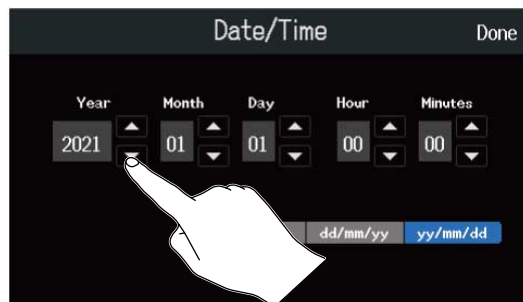 Date/Time Done
Year Month Day Hour Minutes
2021 01 01 00 00
dd/mm/yy yy/mm/dd